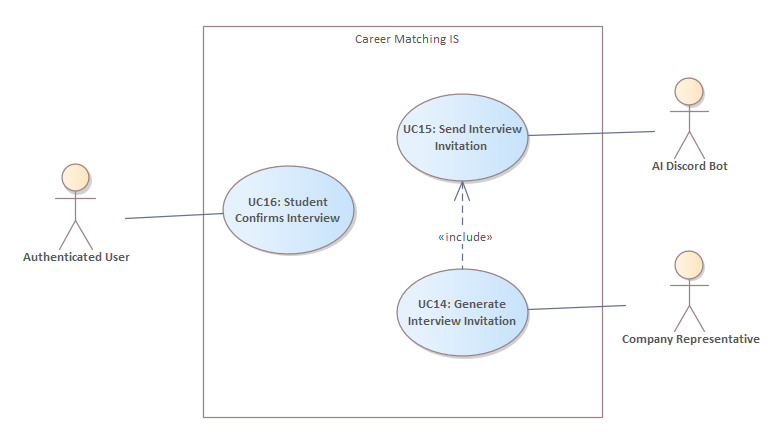 Career Matching IS
UC15: Send Interview
Invitation
AI Discord Bot
UC16: Student
Confirms Interview
Authenticated User
«include»
UC14: Generate
Interview Invitation
Company Representative